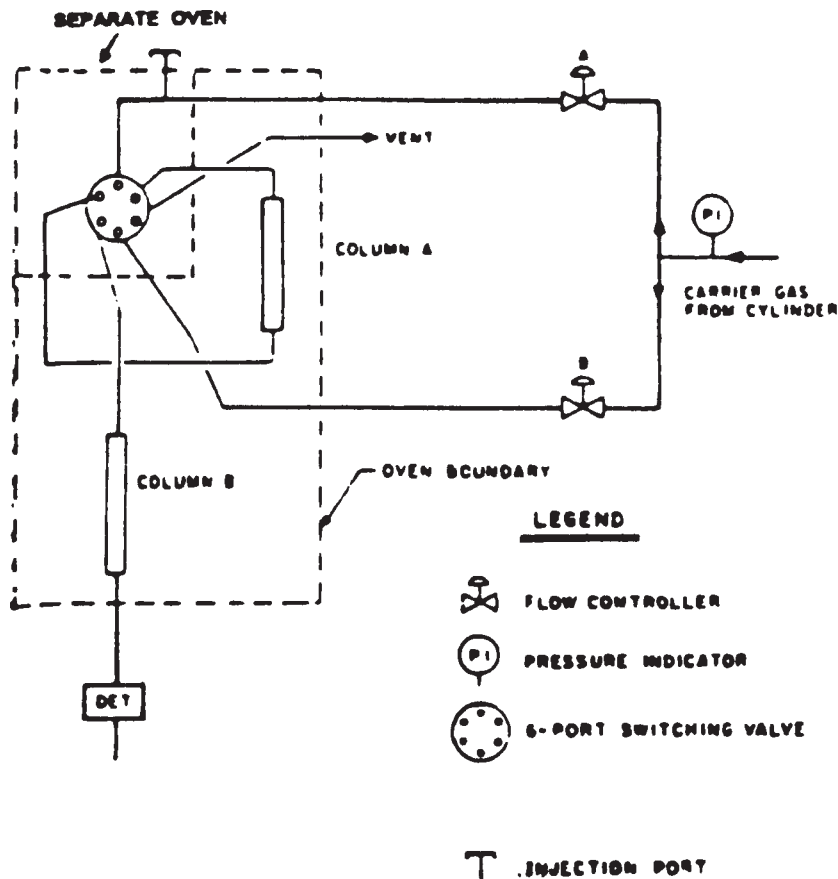 SEPARATE OVEN
A
VENT
PI
COLUMN A
CARRIER GAS
FROM CYLINDER
B
COLUMN B
OVEN BOUNDARY
LEGEND
FLOW CONTROLLER
PI
PRESSURE INDICATOR
DET
6-PORT SWITCHING VALVE
INJECTION PORT